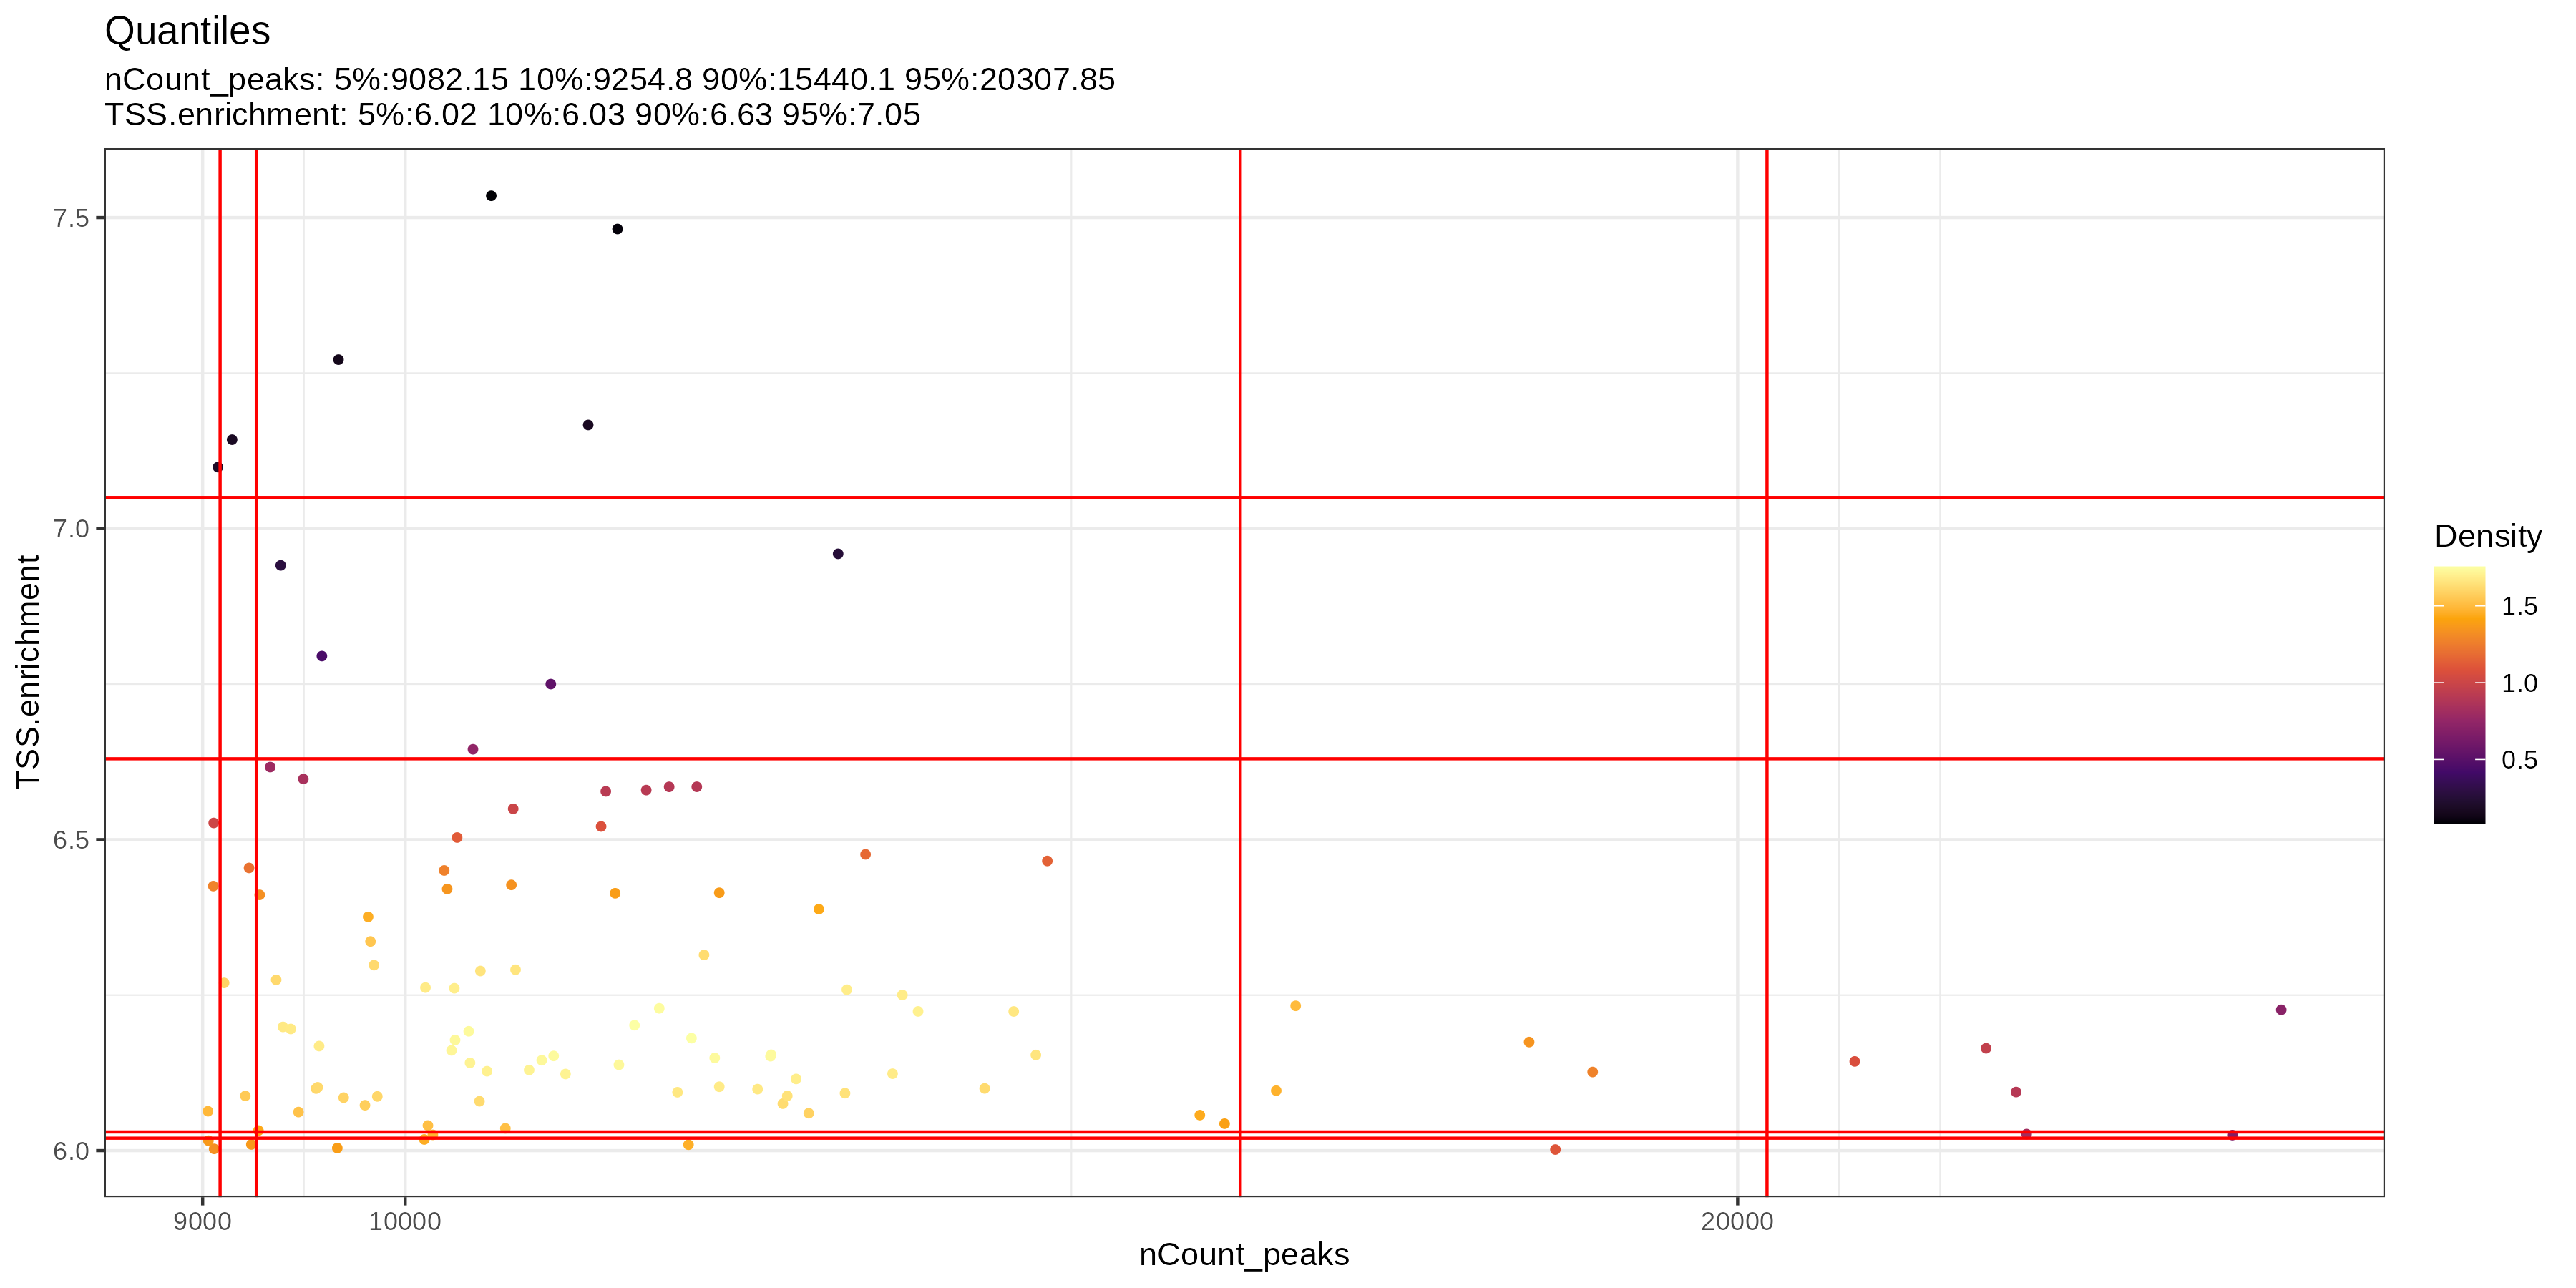 Quantiles
nCount_peaks: 5%:9082.15 10%:9254.8 90%:15440.1 95%:20307.85
TSS.enrichment: 5%:6.02 10%:6.03 90%:6.63 95%:7.05
7.5
7.0
6.5
6.0
TSS.enrichment
9000 10000 20000
nCount_peaks
Density
1.5
1.0
0.5